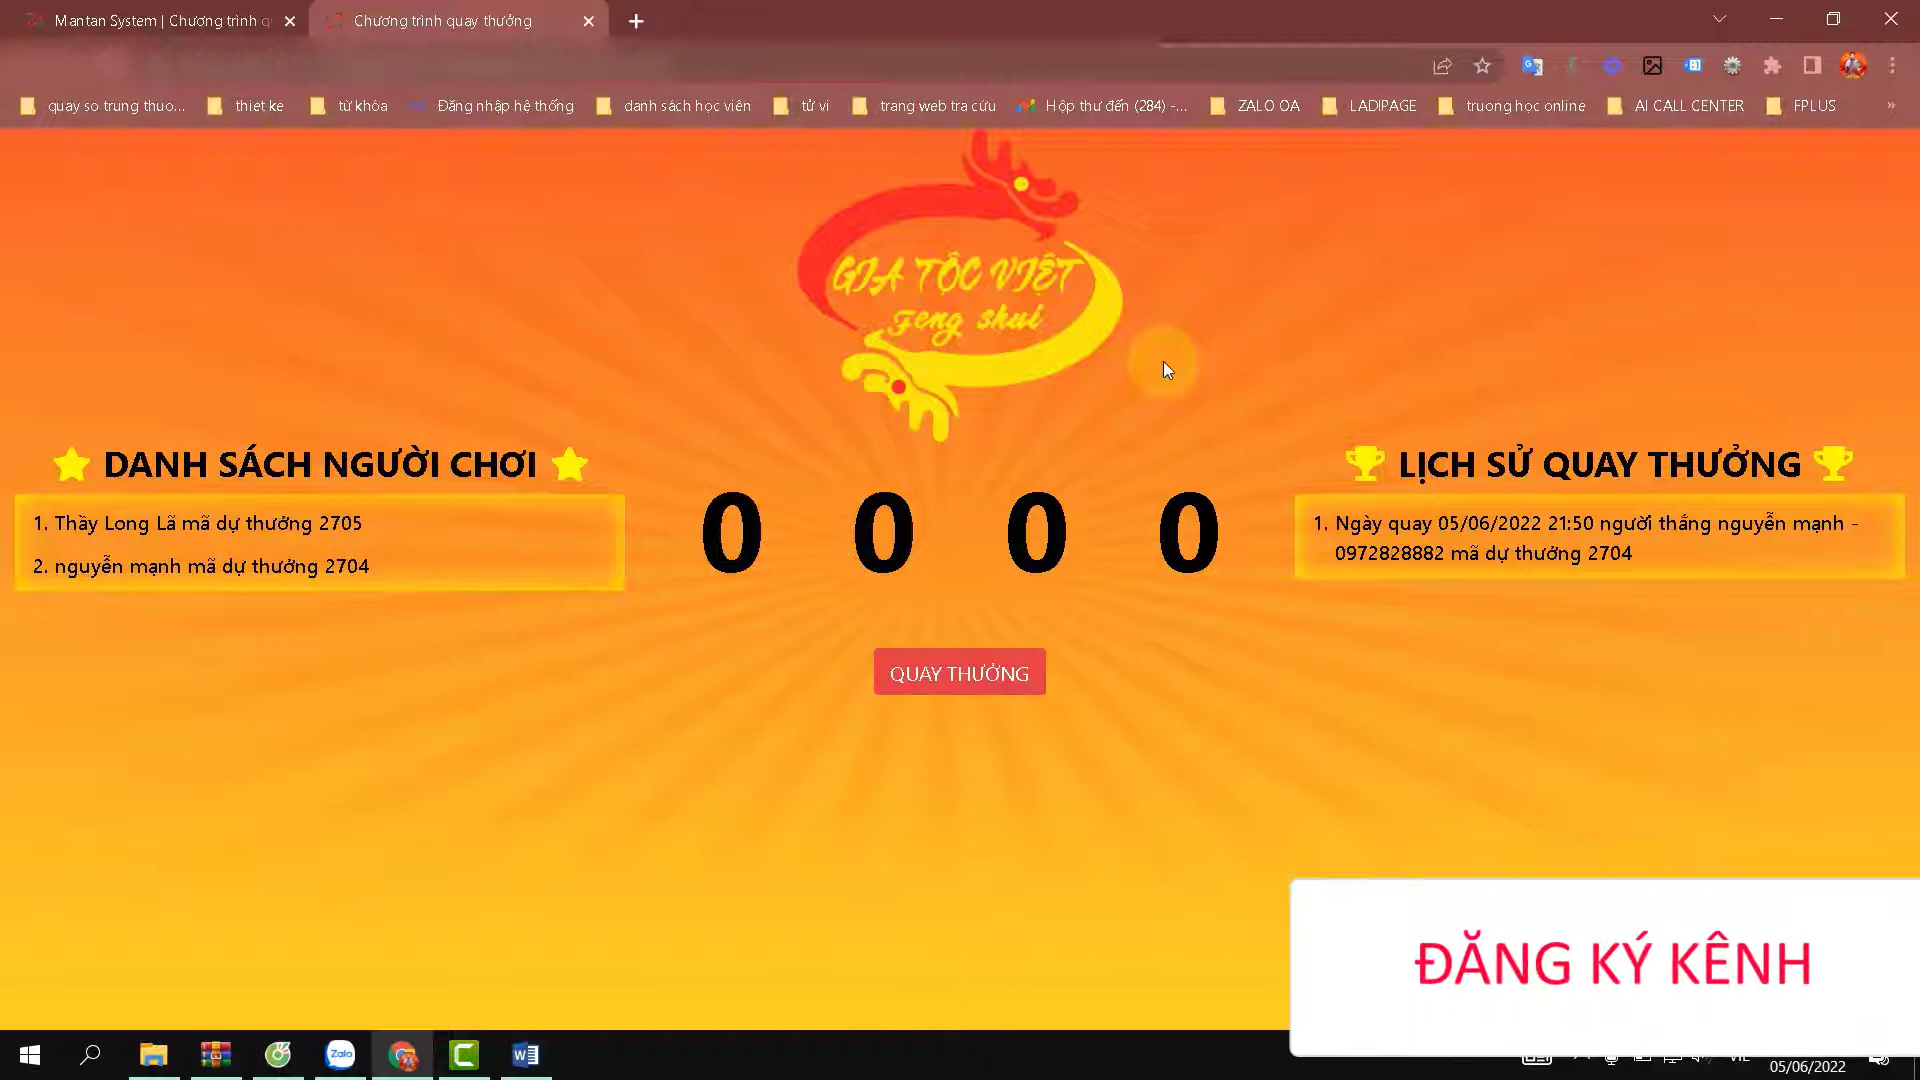 Mantan System | Chương trình q
Chương trình quay thưởng
quay so trung thuo...
thiet ke
từ khóa
Đăng nhập hệ thống
danh sách học viên
tử vi
trang web tra cứu
Hộp thư đến (284) -...
ZALO OA
LADIPAGE
truong học online
AI CALL CENTER
FPLUS
»
GIA TỘC VIỆT
Feng shui
DANH SÁCH NGƯỜI CHƠI
1. Thầy Long Lã mã dự thưởng 2705
2. nguyễn mạnh mã dự thưởng 2704
0 0 0 0
QUAY THƯỞNG
LỊCH SỬ QUAY THƯỞNG
1. Ngày quay 05/06/2022 21:50 người thắng nguyễn mạnh -
0972828882 mã dự thưởng 2704
ĐĂNG KÝ KÊNH
Zalo
05/06/2022